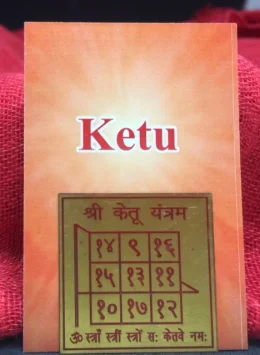 Ketu
श्री केतू यंत्रम
१४ ९ १६
१५ १३ ११
१० १७ १२
ॐ स्त्राँ स्त्रीं स्त्रों सः केतवे नमः